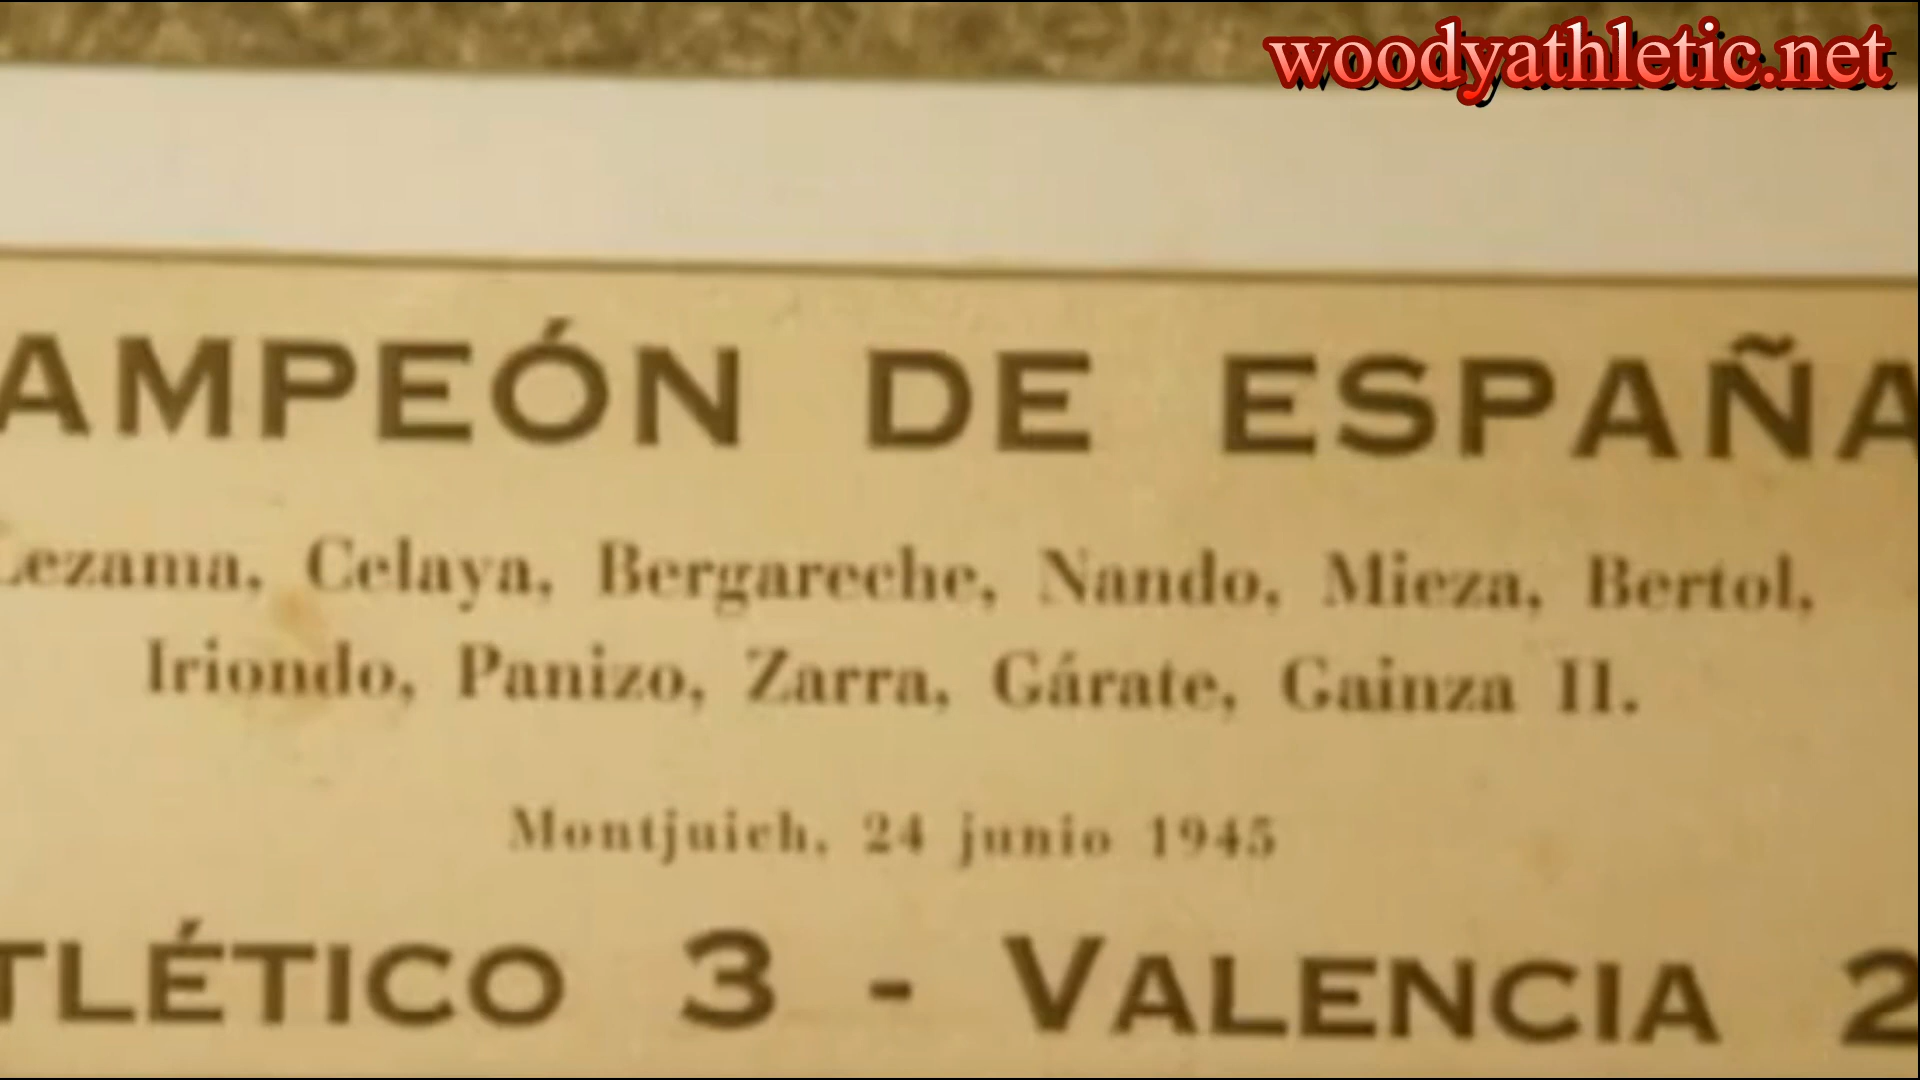 woodyathletic.net
AMPEÓN DE ESPAÑA
Lezama, Celaya, Bergareche, Nando, Mieza, Bertol,
Iriondo, Panizo, Zarra, Gárate, Gainza II.
Montjuich, 24 junio 1945
TLÉTICO 3 - VALENCIA 2